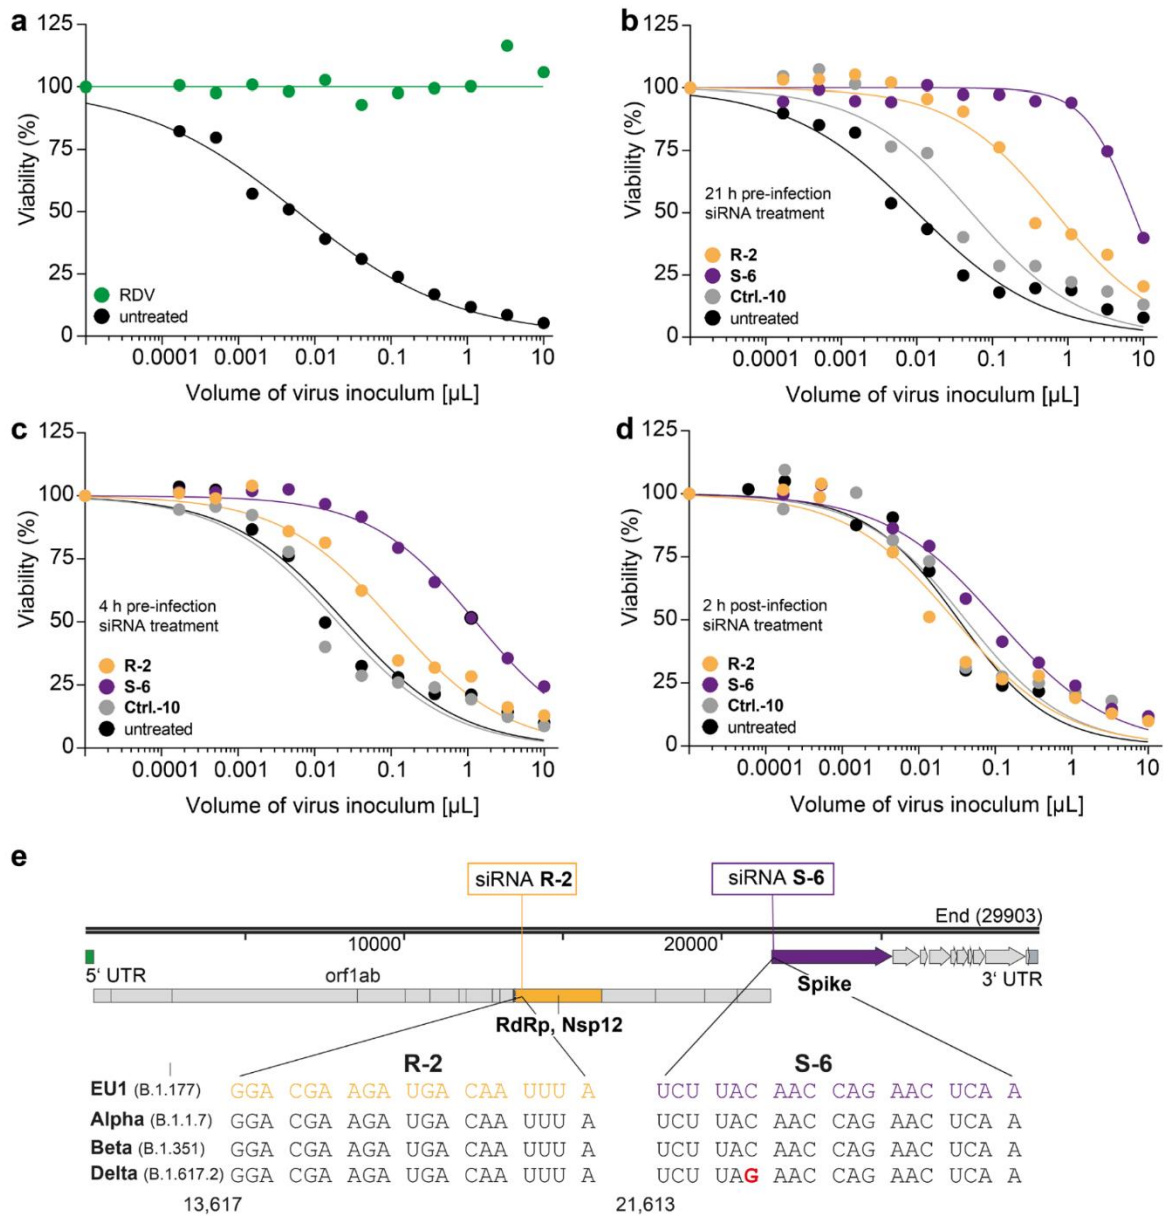 a
125
100
75
50
25
0
Viability (%)
RDV
untreated
0.0001 0.001 0.01 0.1 1 10
Volume of virus inoculum [µL]
b
125
100
75
50
25
0
Viability (%)
21 h pre-infection
siRNA treatment
R-2
S-6
Ctrl.-10
untreated
0.0001 0.001 0.01 0.1 1 10
Volume of virus inoculum [µL]
c
125
100
75
50
25
0
Viability (%)
4 h pre-infection
siRNA treatment
R-2
S-6
Ctrl.-10
untreated
0.0001 0.001 0.01 0.1 1 10
Volume of virus inoculum [µL]
d
125
100
75
50
25
0
Viability (%)
2 h post-infection
siRNA treatment
R-2
S-6
Ctrl.-10
untreated
0.0001 0.001 0.01 0.1 1 10
Volume of virus inoculum [µL]
e
siRNA R-2 siRNA S-6
End (29903)
10000 20000
5' UTR orf1ab Spike 3' UTR
RdRp, Nsp12
R-2 S-6
EU1 (B.1.177) GGA CGA AGA UGA CAA UUU A UCU UAC AAC CAG AAC UCA A
Alpha (B.1.1.7) GGA CGA AGA UGA CAA UUU A UCU UAC AAC CAG AAC UCA A
Beta (B.1.351) GGA CGA AGA UGA CAA UUU A UCU UAC AAC CAG AAC UCA A
Delta (B.1.617.2) GGA CGA AGA UGA CAA UUU A UCU UAG AAC CAG AAC UCA A
13,617 21,613